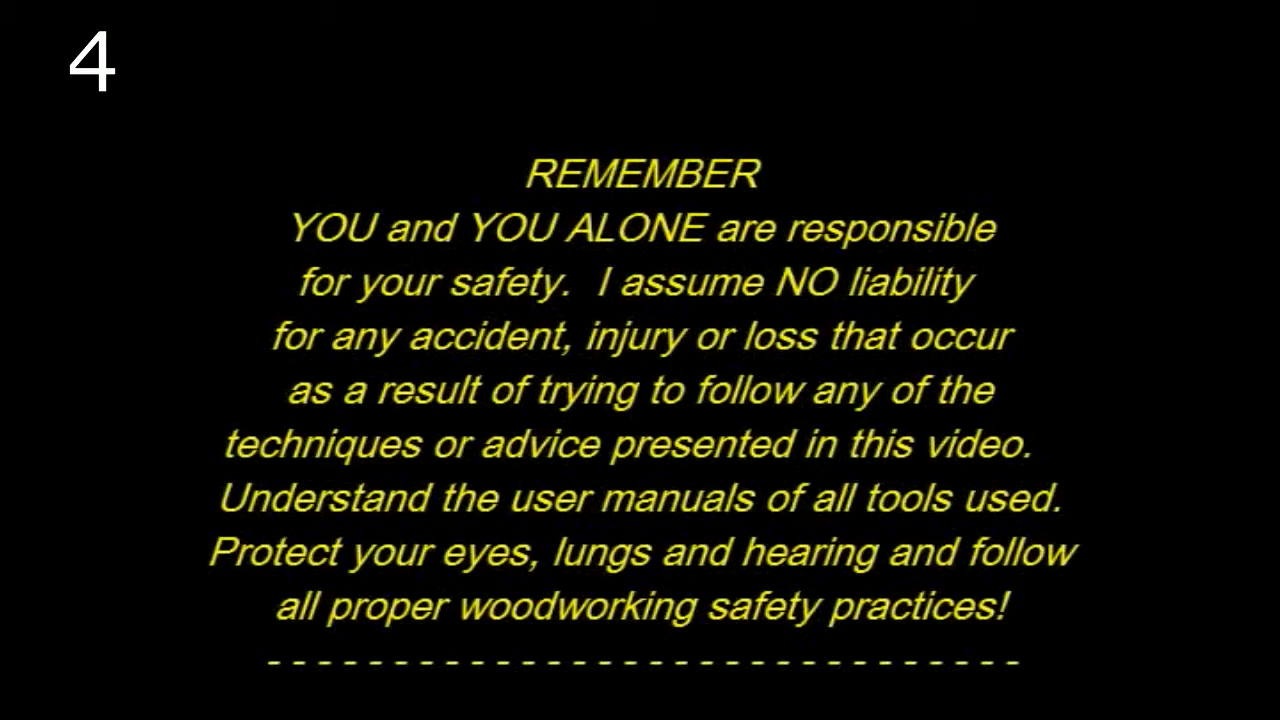 4
REMEMBER
YOU and YOU ALONE are responsible
for your safety.  I assume NO liability
for any accident, injury or loss that occur
as a result of trying to follow any of the
techniques or advice presented in this video.
Understand the user manuals of all tools used.
Protect your eyes, lungs and hearing and follow
all proper woodworking safety practices!
- - - - - - - - - - - - - - - - - - - - - - - - - - - - - -